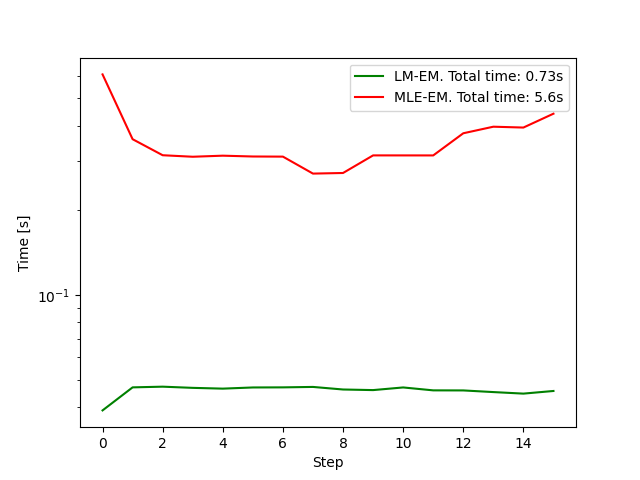 LM-EM. Total time: 0.73s
MLE-EM. Total time: 5.6s
Time [s]
10⁻¹
0 2 4 6 8 10 12 14
Step